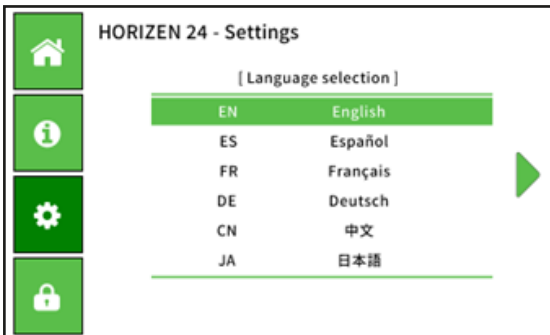 HORIZEN 24 - Settings
[ Language selection ]
EN English
ES Español
FR Français
DE Deutsch
CN 中文
JA 日本語